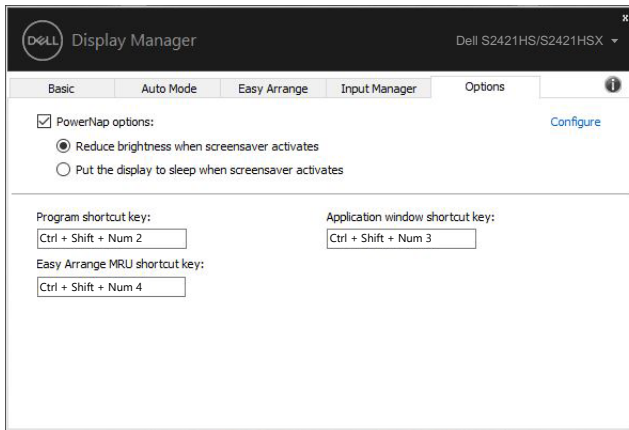 x
DELL Display Manager Dell S2421HS/S2421HSX
Basic Auto Mode Easy Arrange Input Manager Options i
PowerNap options: Configure
Reduce brightness when screensaver activates
Put the display to sleep when screensaver activates
Program shortcut key: Application window shortcut key:
Ctrl + Shift + Num 2 Ctrl + Shift + Num 3
Easy Arrange MRU shortcut key:
Ctrl + Shift + Num 4